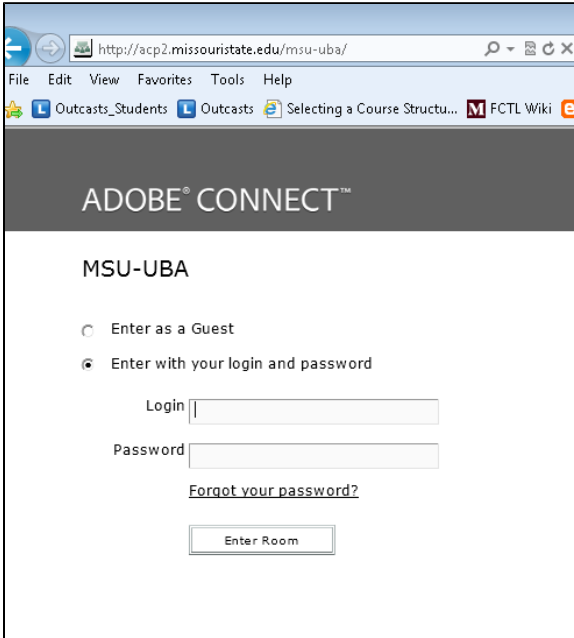 http://acp2.missouristate.edu/msu-uba/
File Edit View Favorites Tools Help
Outcasts_Students Outcasts Selecting a Course Structu... FCTL Wiki
ADOBE® CONNECT™
MSU-UBA
Enter as a Guest
Enter with your login and password
Login
Password
Forgot your password?
Enter Room